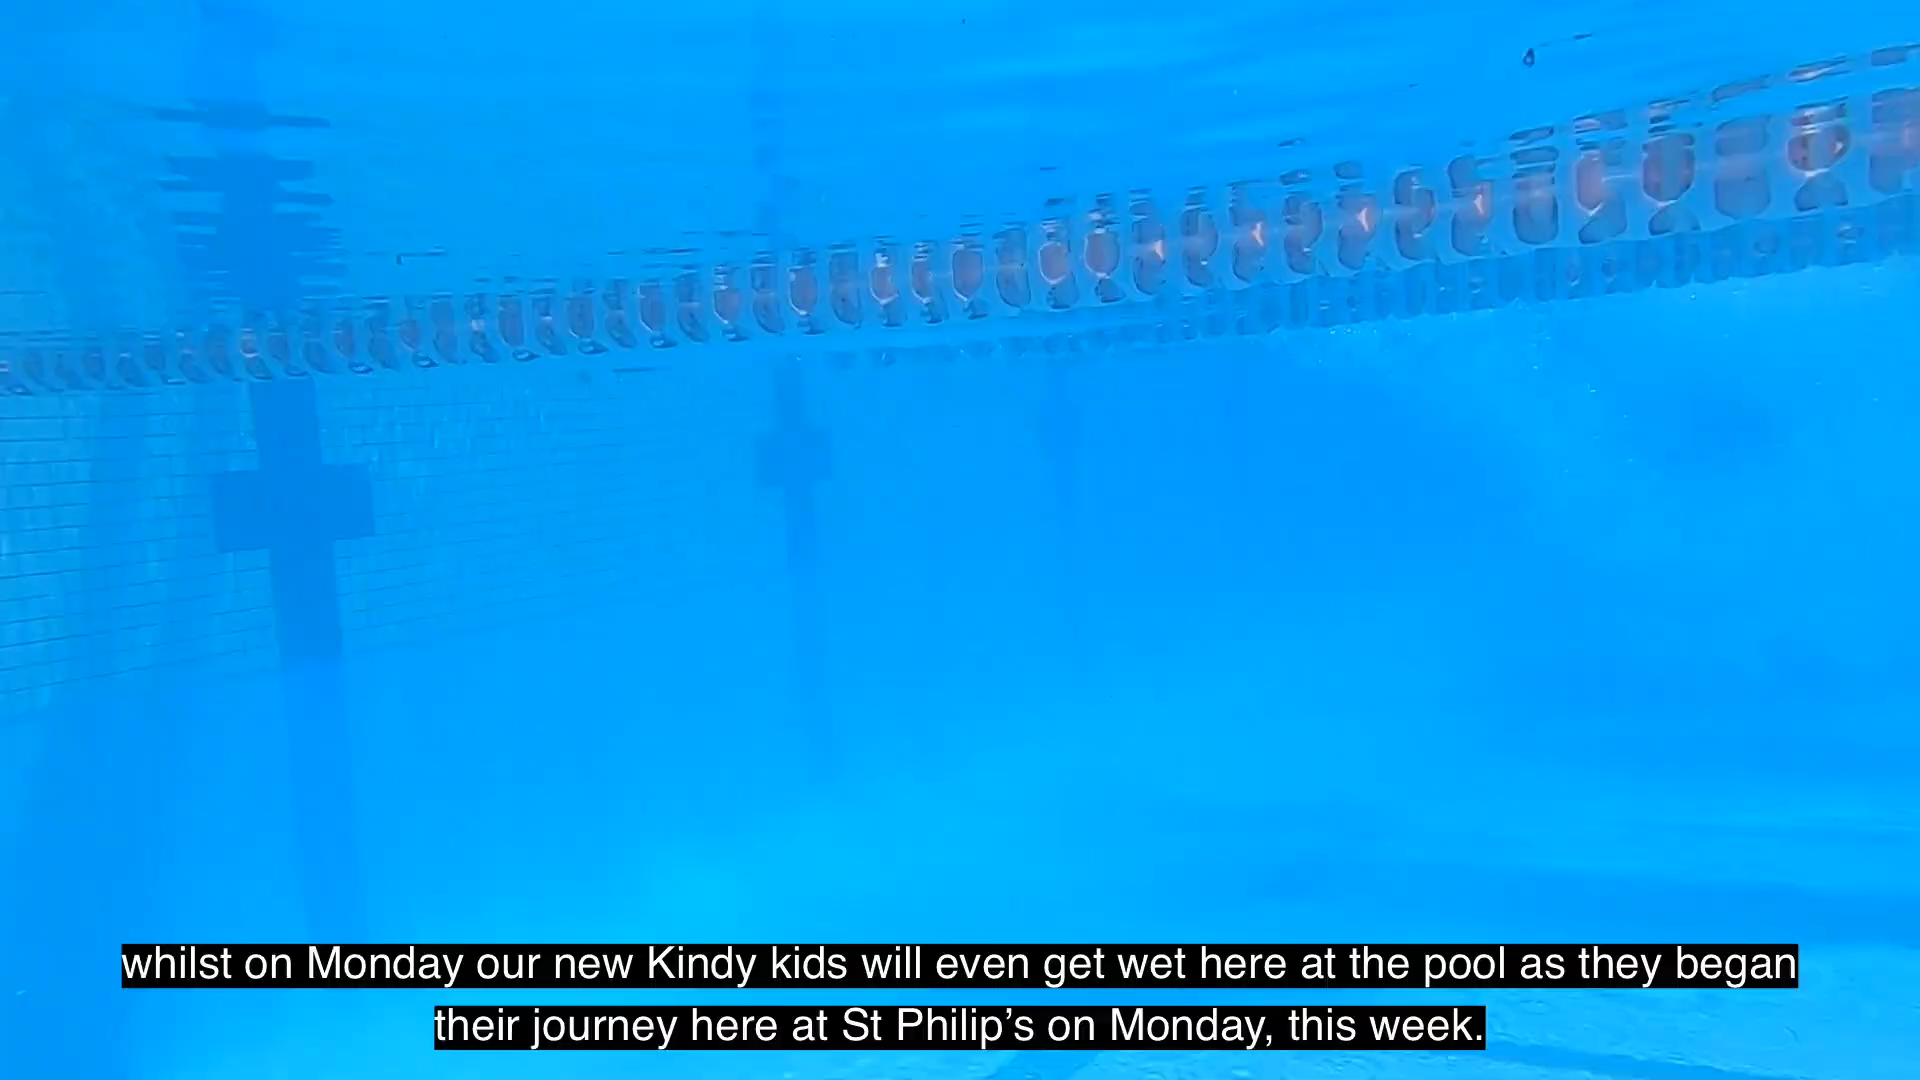 whilst on Monday our new Kindy kids will even get wet here at the pool as they began
their journey here at St Philip’s on Monday, this week.